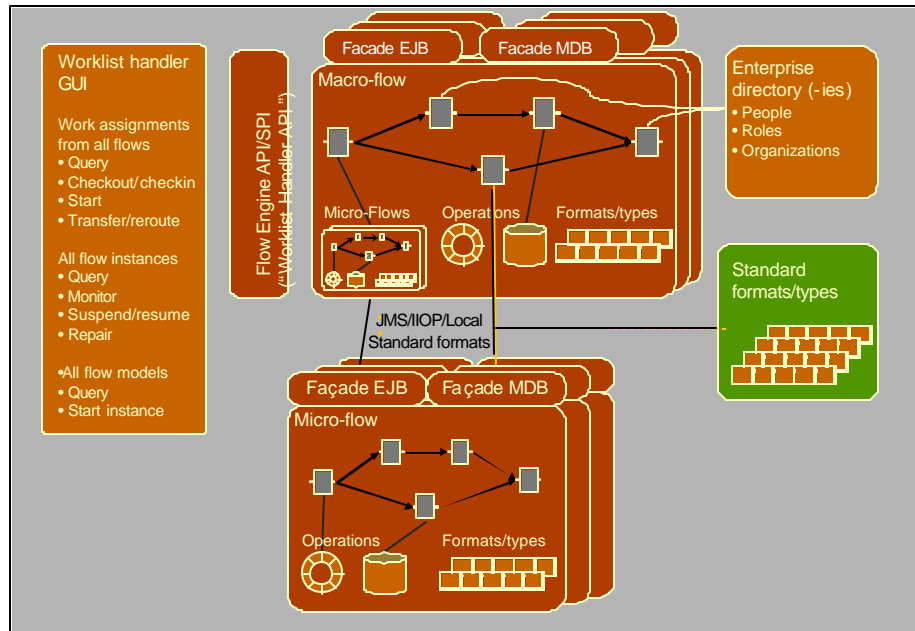 Worklist handler
GUI
Work assignments
from all flows
• Query
• Checkout/checkin
• Start
• Transfer/reroute
All flow instances
• Query
• Monitor
• Suspend/resume
• Repair
•All flow models
• Query
• Start instance
Flow Engine API/SPI
("Worklist Handler API")
Facade EJB
Facade MDB
Macro-flow
Micro-Flows
Operations
Formats/types
Enterprise
directory (-ies)
• People
• Roles
• Organizations
Standard
formats/types
JMS/IIOP/Local
Standard formats
Façade EJB
Façade MDB
Micro-flow
Operations
Formats/types